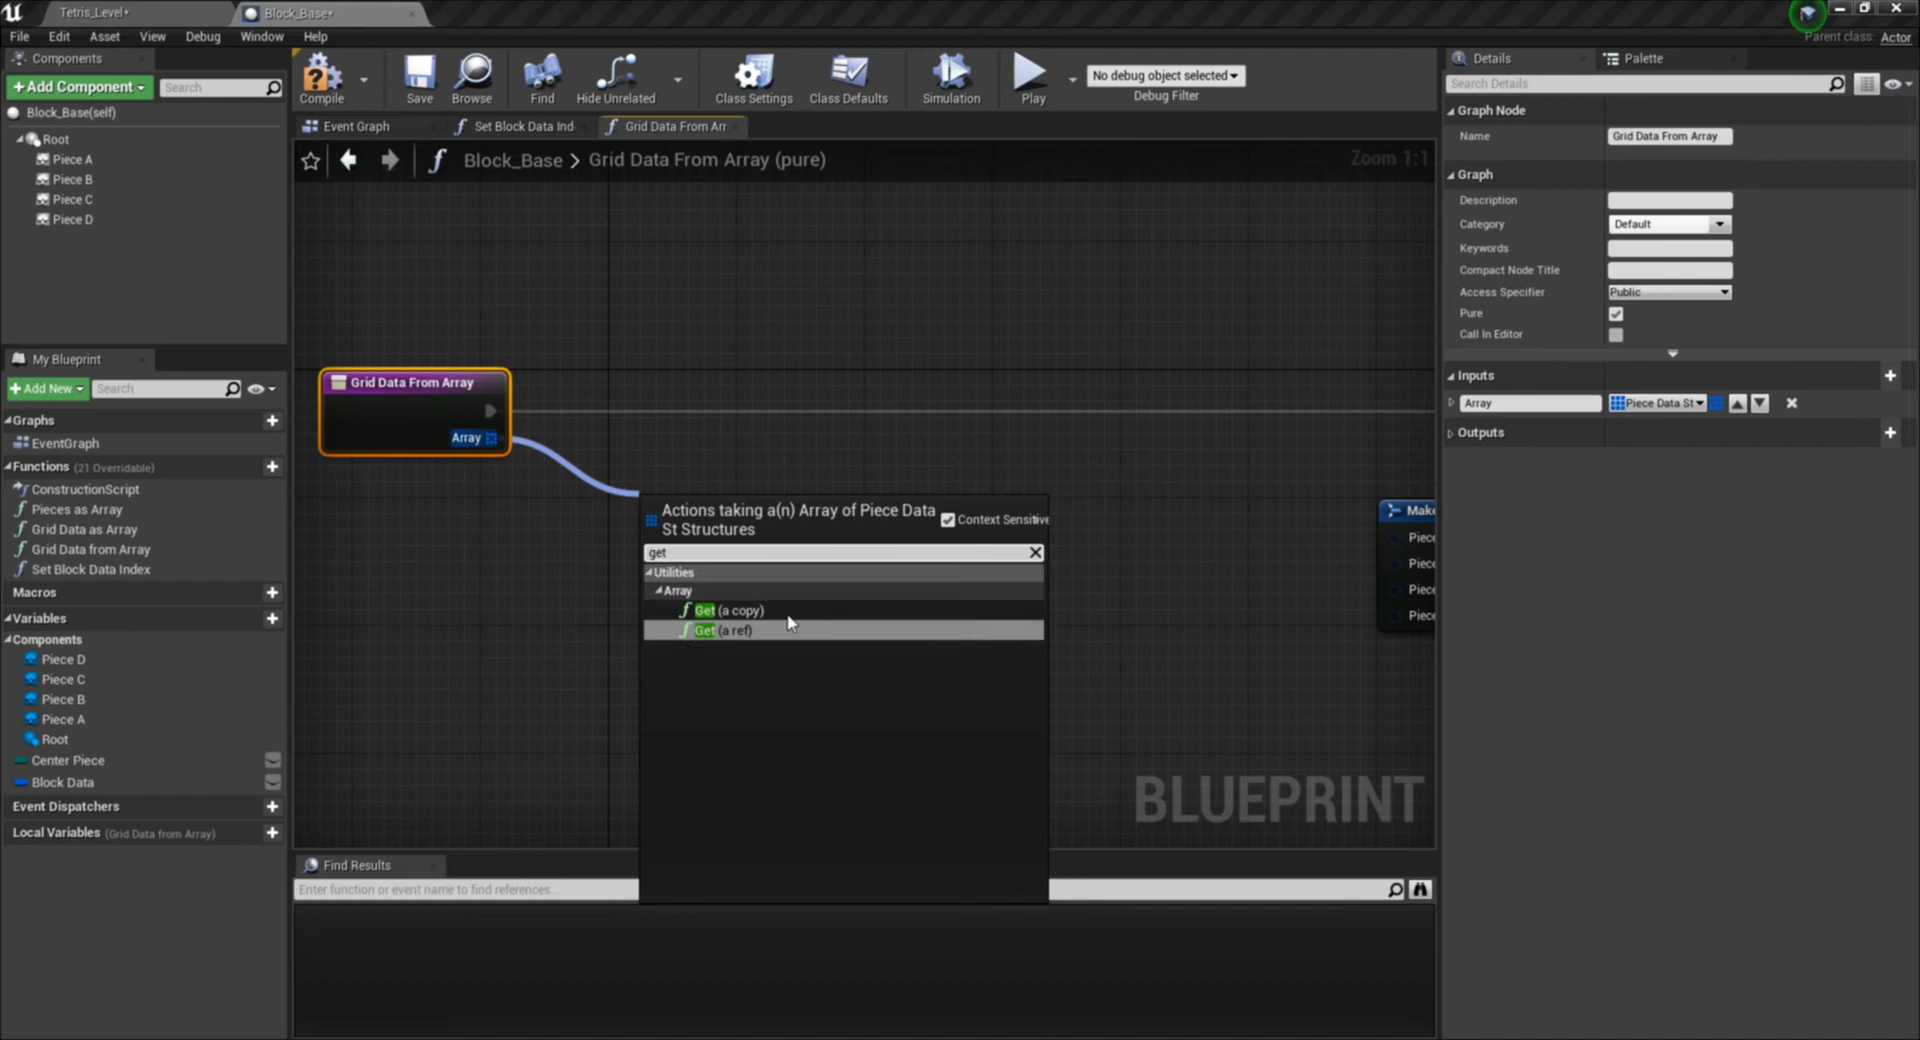 Tetris_Level•
Block_Base•
File Edit Asset View Debug Window Help
Parent class: Actor
Components
+Add Component
Search
Block_Base(self)
Root
Piece A
Piece B
Piece C
Piece D
Compile
Save
Browse
Find
Hide Unrelated
Class Settings
Class Defaults
Simulation
Play
No debug object selected
Debug Filter
Event Graph
Set Block Data Ind
Grid Data From Arr
Block_Base > Grid Data From Array (pure)
Zoom 1:1
My Blueprint
+Add New
Search
Graphs
EventGraph
Functions (21 Overridable)
ConstructionScript
Pieces as Array
Grid Data as Array
Grid Data from Array
Set Block Data Index
Macros
Variables
Components
Piece D
Piece C
Piece B
Piece A
Root
Center Piece
Block Data
Event Dispatchers
Local Variables (Grid Data from Array)
Grid Data From Array
Array
Actions taking a(n) Array of Piece Data
St Structures
Context Sensitive
get
Utilities
Array
Get (a copy)
Get (a ref)
Make
Piece
Piece
Piece
Piece
BLUEPRINT
Find Results
Enter function or event name to find references...
Details
Palette
Search Details
Graph Node
Name Grid Data From Array
Graph
Description
Category Default
Keywords
Compact Node Title
Access Specifier Public
Pure
Call In Editor
Inputs
Array Piece Data St
Outputs